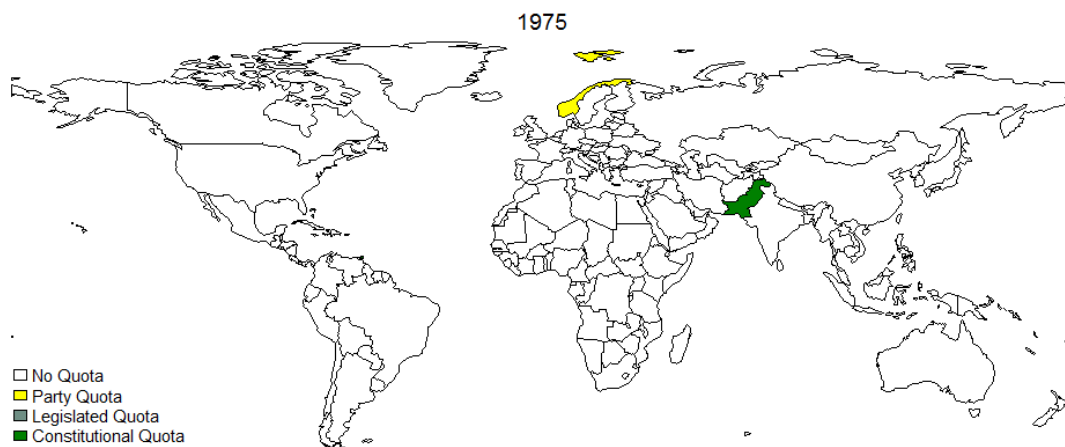 1975
No Quota
Party Quota
Legislated Quota
Constitutional Quota